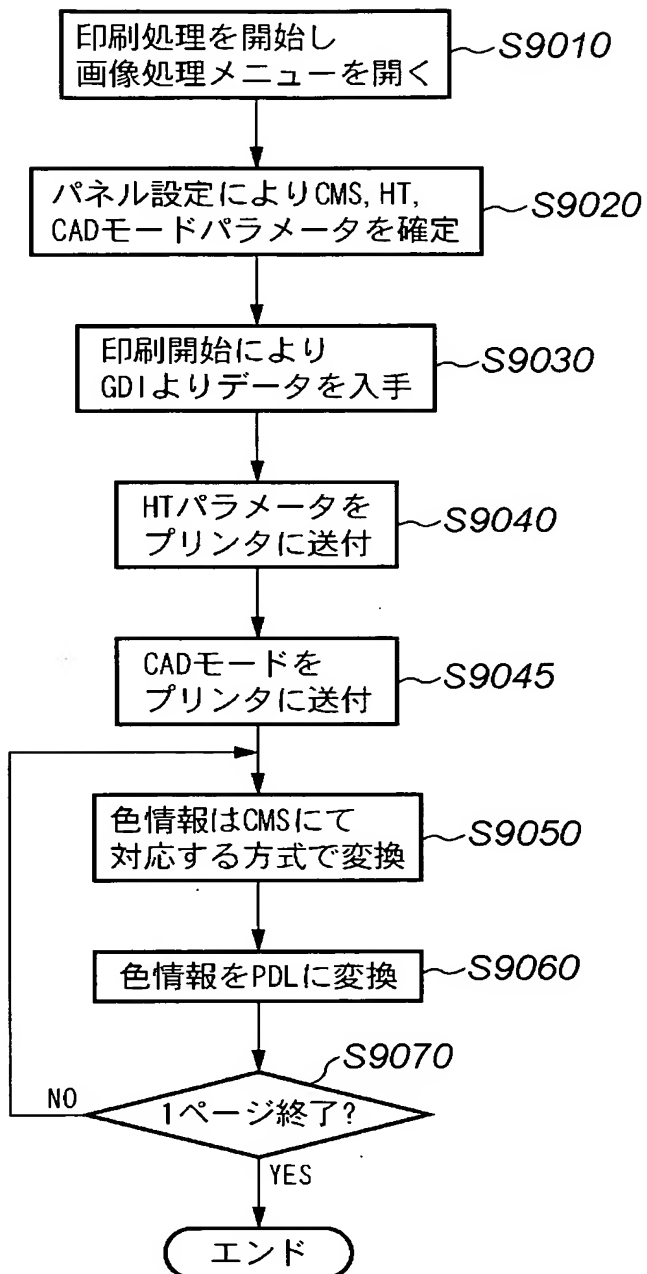 印刷処理を開始し
画像処理メニューを開く
S9010
パネル設定によりCMS, HT,
CADモードパラメータを確定
S9020
印刷開始により
GDIよりデータを入手
S9030
HTパラメータを
プリンタに送付
S9040
CADモードを
プリンタに送付
S9045
色情報はCMSにて
対応する方式で変換
S9050
色情報をPDLに変換
S9060
S9070
1ページ終了?
NO
YES
エンド